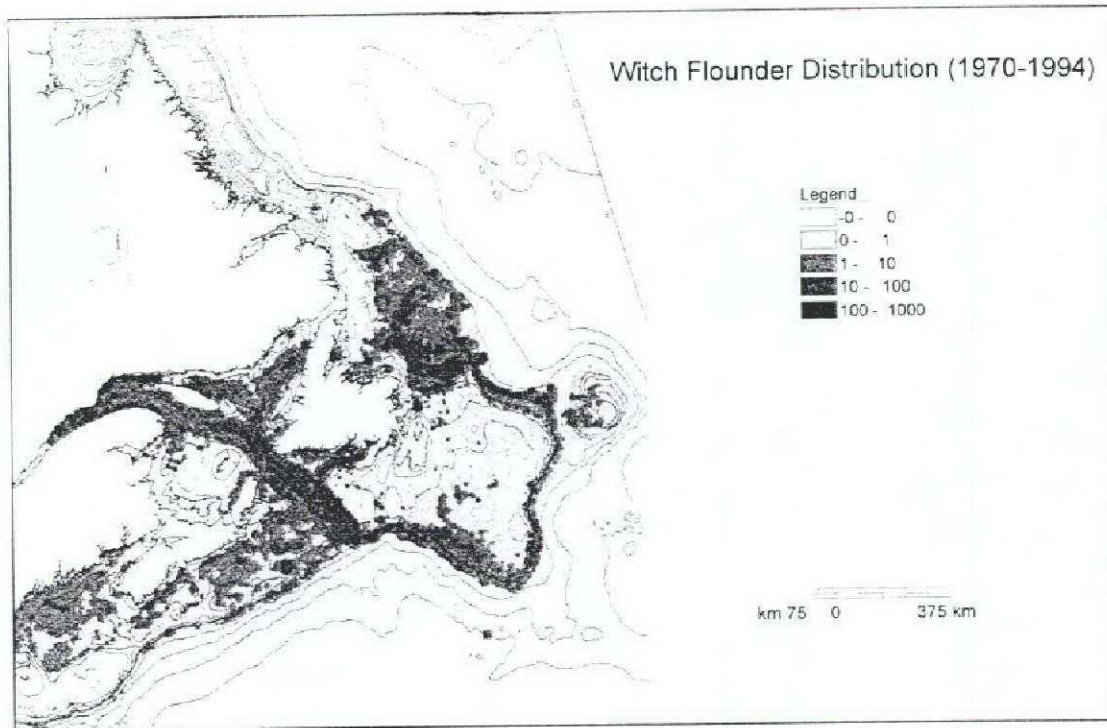 Witch Flounder Distribution (1970-1994)
Legend
-0 - 0
0 - 1
1 - 10
10 - 100
100 - 1000
km 75 0 375 km